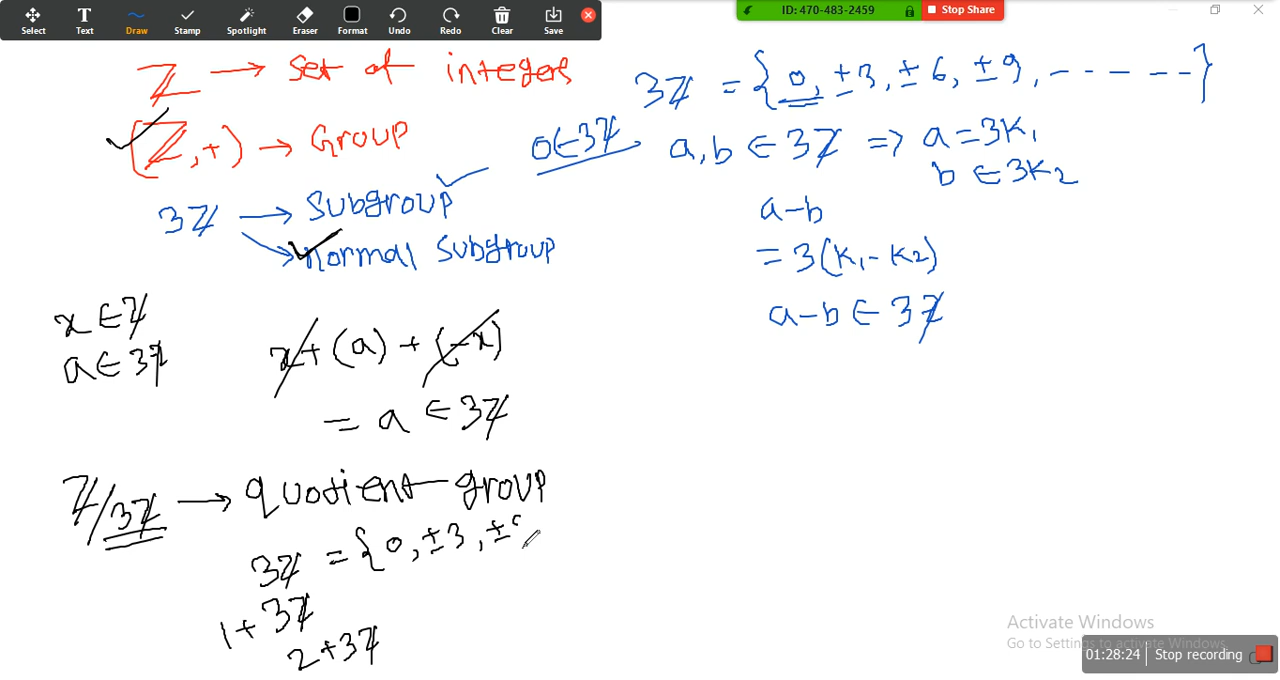 Select Text Draw Stamp Spotlight Eraser Format Undo Redo Clear Save
ID: 470-483-2459 Stop Share
ℤ → Set of integers
(ℤ, +) → Group
3ℤ → Subgroup
→ Normal Subgroup
x ∈ ℤ
a ∈ 3ℤ
x + (a) + (-x)
= a ∈ 3ℤ
ℤ/3ℤ → quotient group
3ℤ = {0, ±3, ±
1 + 3ℤ
2 + 3ℤ
3ℤ = {0, ±3, ±6, ±9, ------}
0 ∈ 3ℤ
a, b ∈ 3ℤ => a = 3K₁
b ∈ 3K₂
a-b
= 3(K₁ - K₂)
a-b ∈ 3ℤ
Activate Windows
Go to Settings to activate Windows.
01:28:24 Stop recording